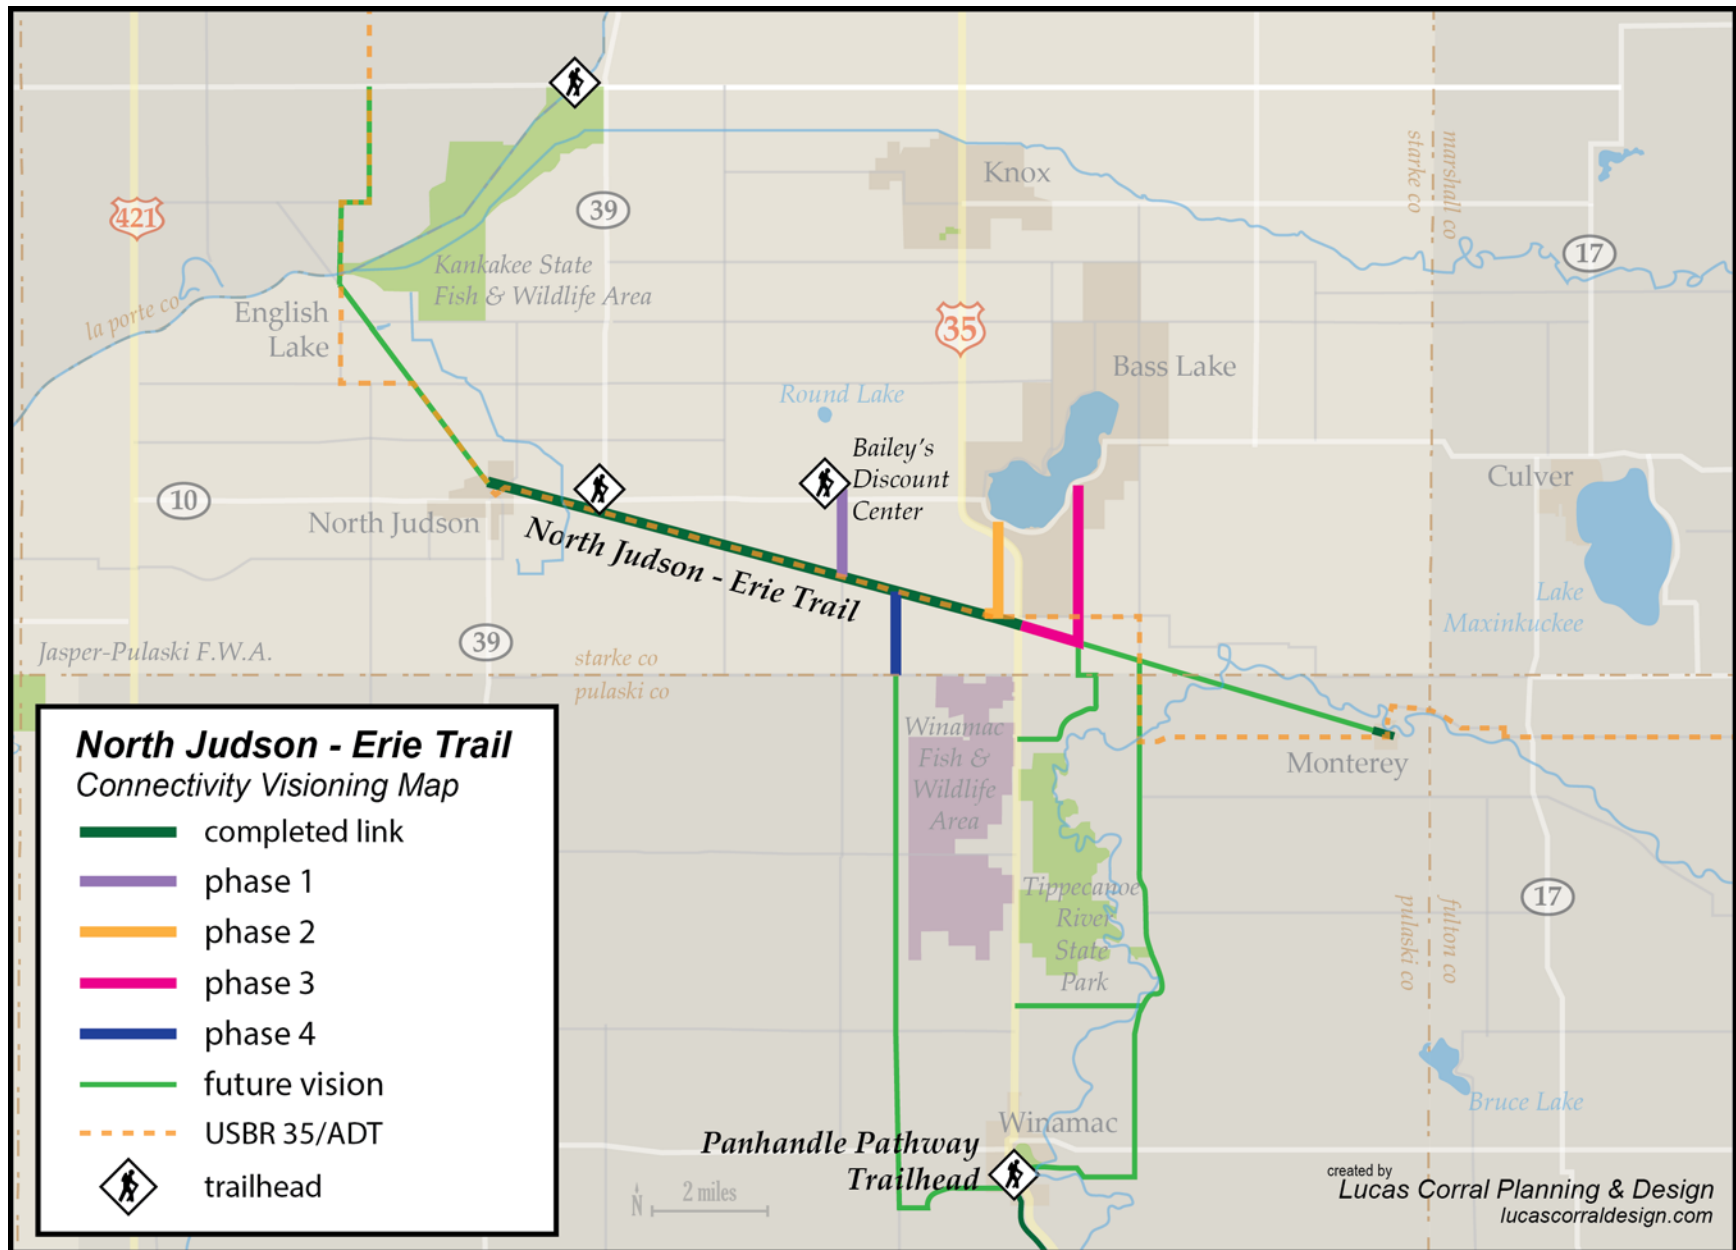 Knox
39
421
17
marshall co
starke co
Kankakee State
Fish & Wildlife Area
la porte co
English
Lake
35
Bass Lake
Round Lake
Bailey's
Discount
Center
Culver
10
North Judson
North Judson - Erie Trail
Lake
Maxinkuckee
39
Jasper-Pulaski F.W.A.
starke co
pulaski co
Winamac
Fish &
Wildlife
Area
Monterey
Tippecanoe
River
State
Park
17
fulton co
pulaski co
Bruce Lake
Winamac
Panhandle Pathway
Trailhead
N
2 miles
North Judson - Erie Trail
Connectivity Visioning Map
completed link
phase 1
phase 2
phase 3
phase 4
future vision
USBR 35/ADT
trailhead
created by
Lucas Corral Planning & Design
lucascorraldesign.com